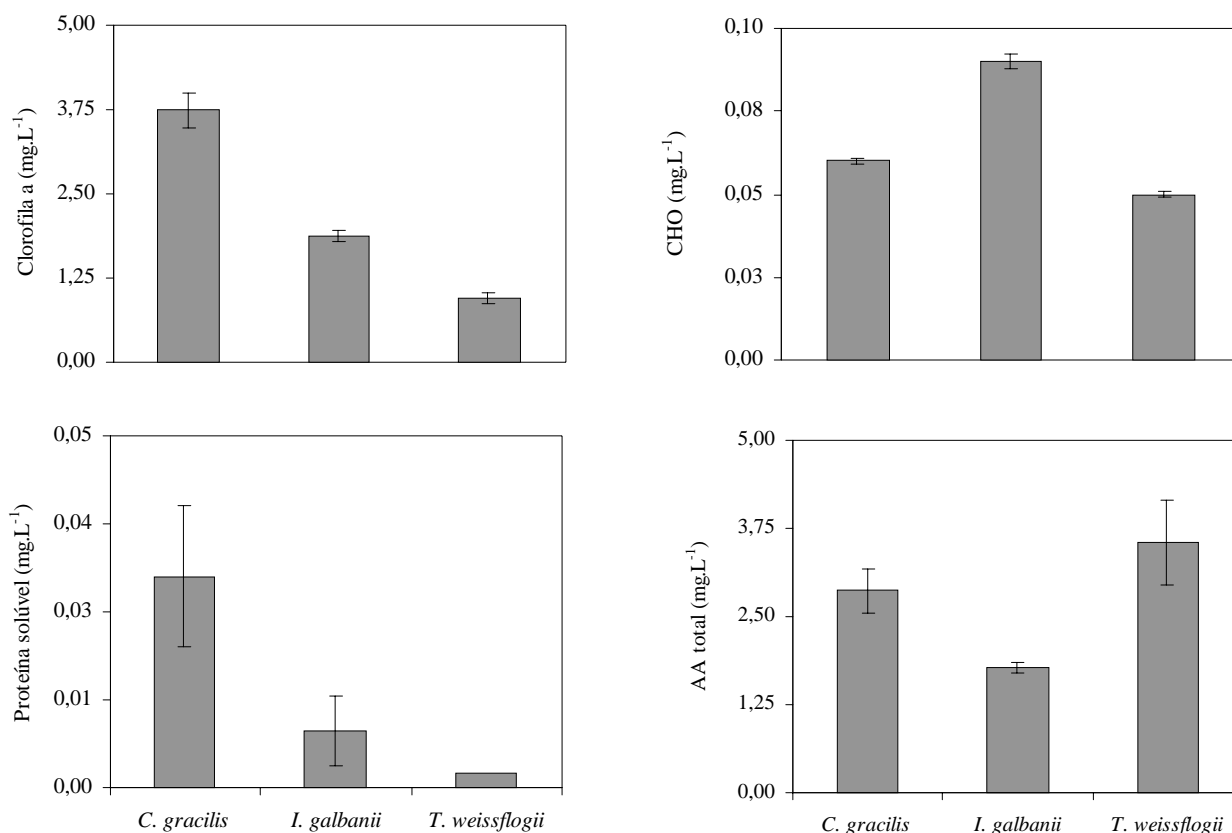 Clorofila a (mg.L⁻¹)
5,00
3,75
2,50
1,25
0,00
CHO (mg.L⁻¹)
0,10
0,08
0,05
0,03
0,00
Proteína solúvel (mg.L⁻¹)
0,05
0,04
0,03
0,01
0,00
C. gracilis
I. galbanii
T. weissflogii
AA total (mg.L⁻¹)
5,00
3,75
2,50
1,25
0,00
C. gracilis
I. galbanii
T. weissflogii